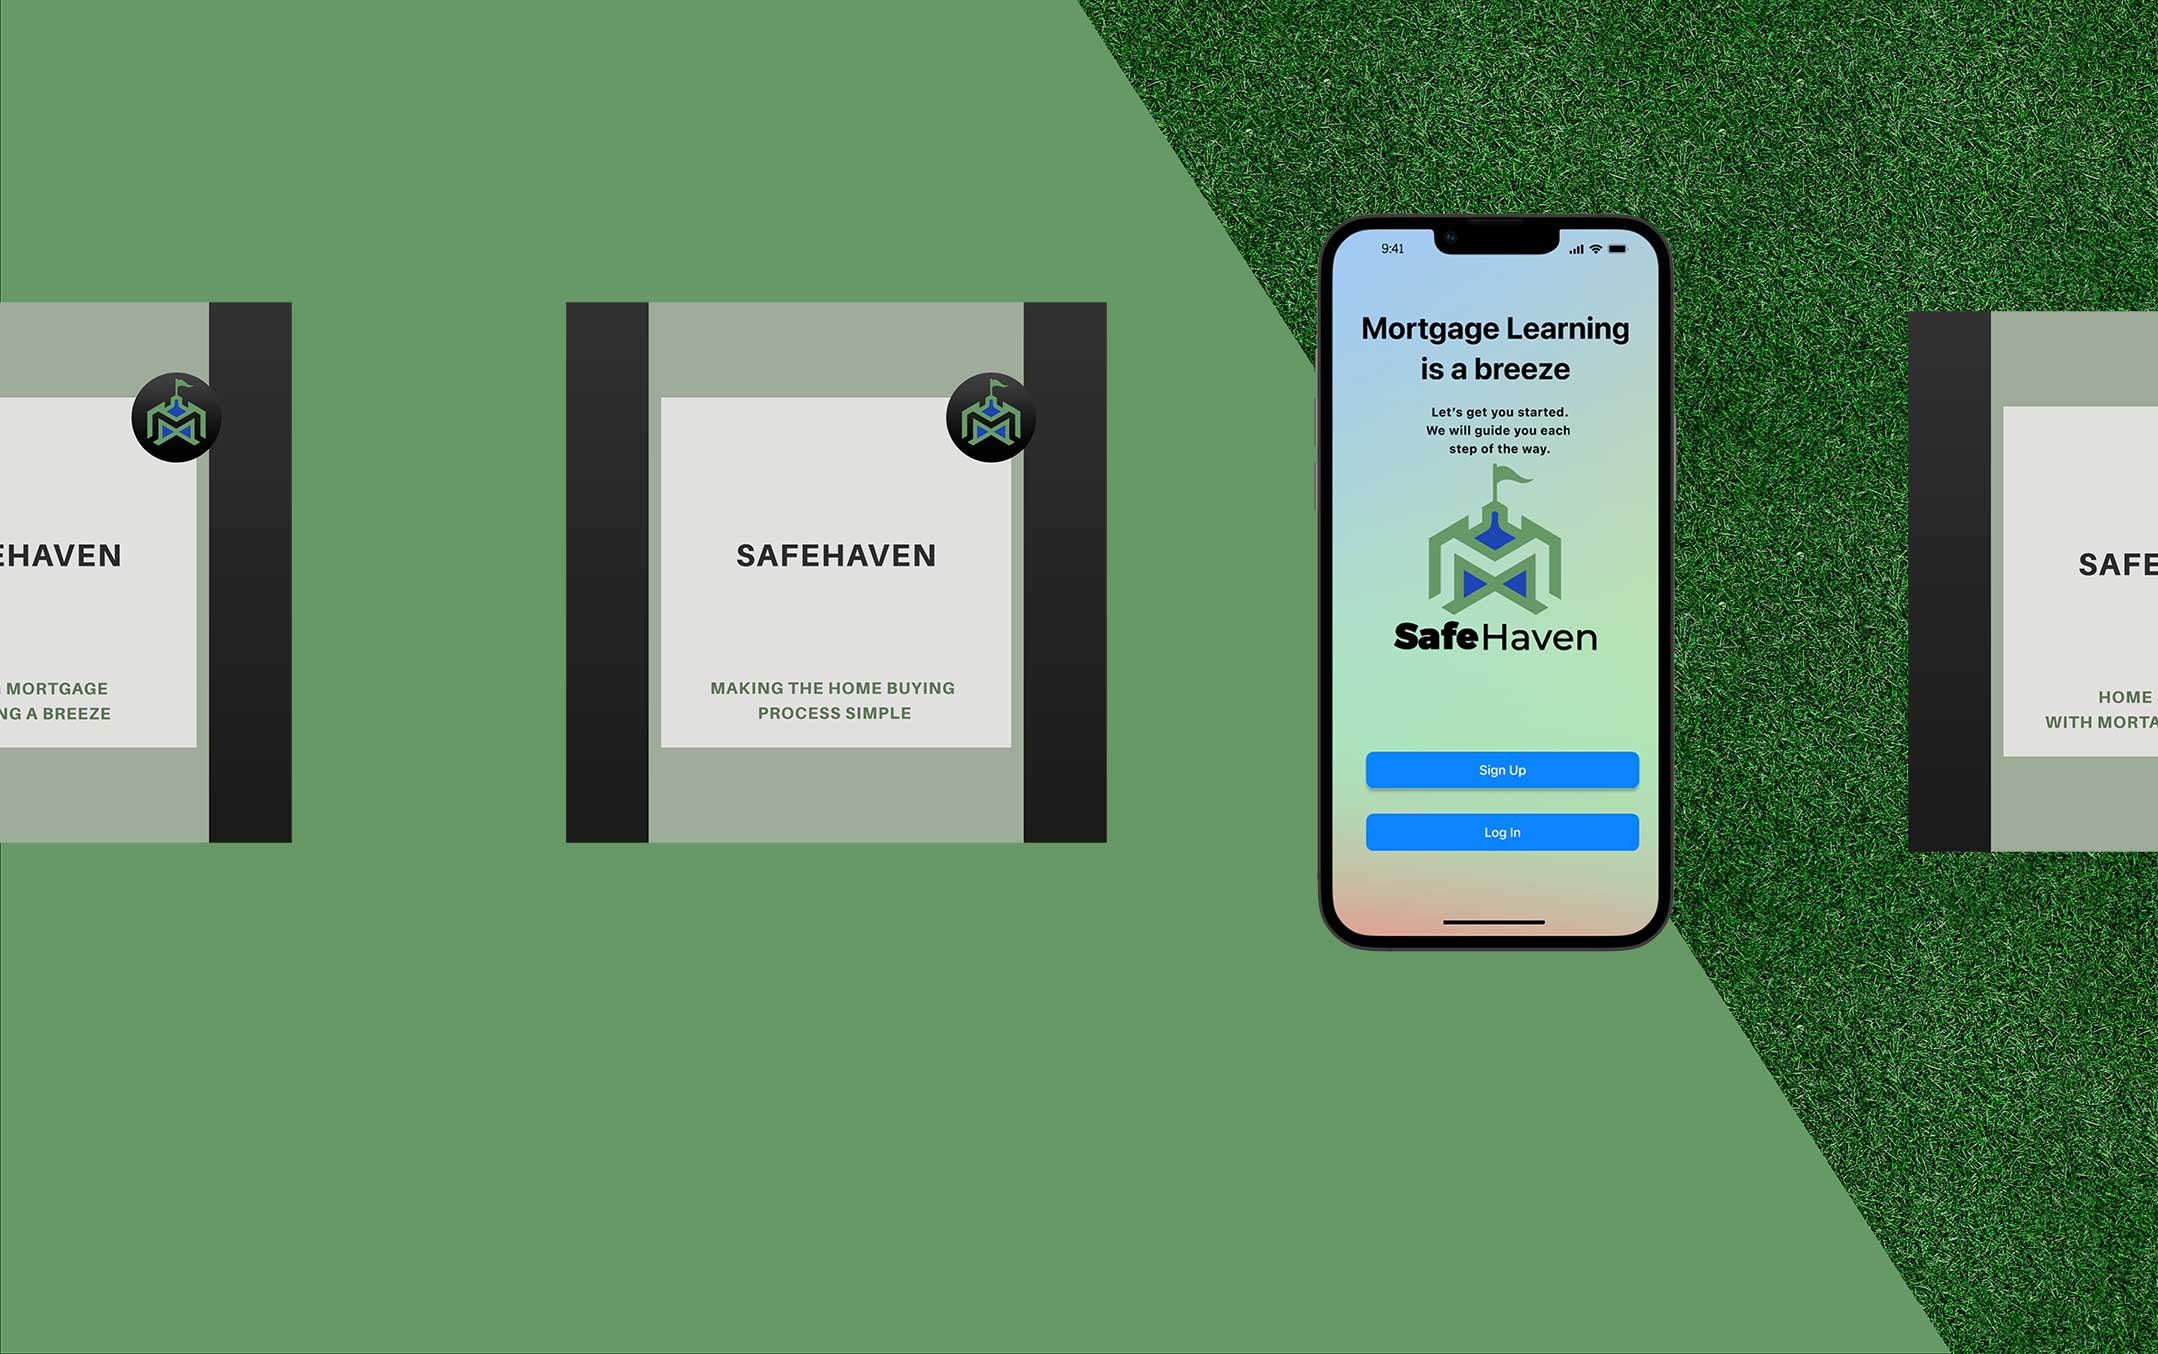 EHAVEN
MORTGAGE
NG A BREEZE
SAFEHAVEN
MAKING THE HOME BUYING
PROCESS SIMPLE
9:41
Mortgage Learning
is a breeze
Let's get you started.
We will guide you each
step of the way.
SafeHaven
Sign Up
Log In
SAFE
HOME
WITH MORTA